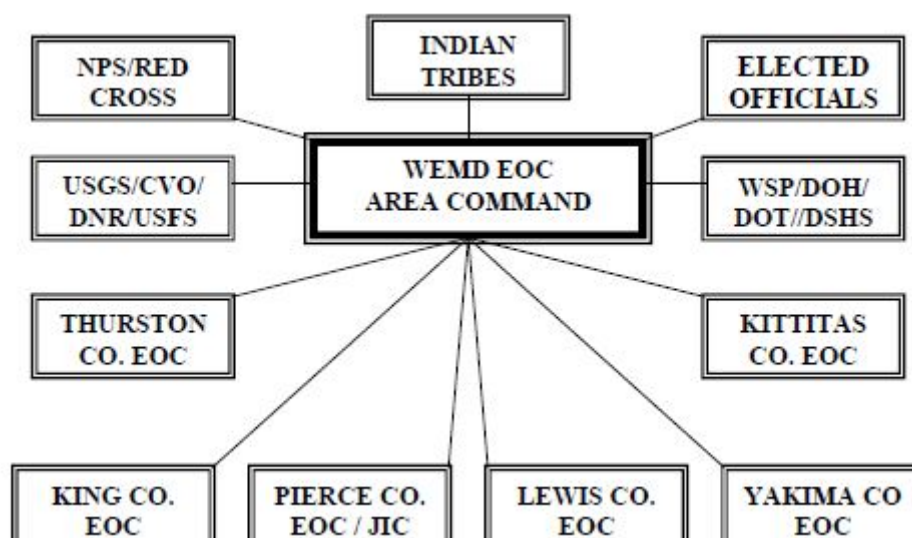 INDIAN
TRIBES
NPS/RED
CROSS
ELECTED
OFFICIALS
WEMD EOC
AREA COMMAND
USGS/CVO/
DNR/USFS
WSP/DOH/
DOT//DSHS
THURSTON
CO. EOC
KITTITAS
CO. EOC
KING CO.
EOC
PIERCE CO.
EOC / JIC
LEWIS CO.
EOC
YAKIMA CO
EOC